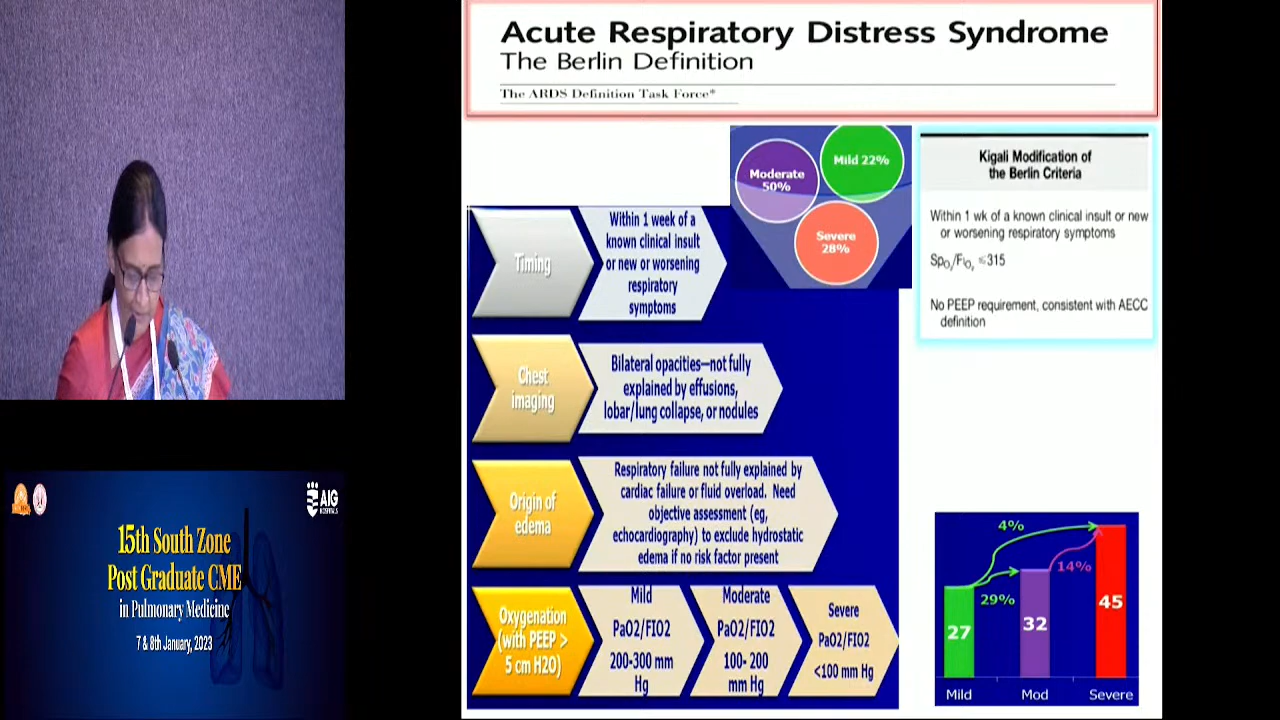 Acute Respiratory Distress Syndrome
The Berlin Definition
The ARDS Definition Task Force*
Moderate
50%
Mild 22%
Severe
28%
Kigali Modification of
the Berlin Criteria
Within 1 wk of a known clinical insult or new
or worsening respiratory symptoms
SpO₂/FIO₂ ≤315
No PEEP requirement, consistent with AECC
definition
Timing
Within 1 week of a
known clinical insult
or new or worsening
respiratory
symptoms
Chest
imaging
Bilateral opacities—not fully
explained by effusions,
lobar/lung collapse, or nodules
Origin of
edema
Respiratory failure not fully explained by
cardiac failure or fluid overload. Need
objective assessment (eg,
echocardiography) to exclude hydrostatic
edema if no risk factor present
Oxygenation
(with PEEP >
5 cm H2O)
Mild
PaO2/FIO2
200-300 mm
Hg
Moderate
PaO2/FIO2
100- 200
mm Hg
Severe
PaO2/FIO2
<100 mm Hg
4%
29%
14%
27
32
45
Mild
Mod
Severe
AIG
HOSPITALS
15th South Zone
Post Graduate CME
in Pulmonary Medicine
7 & 8th January, 2023